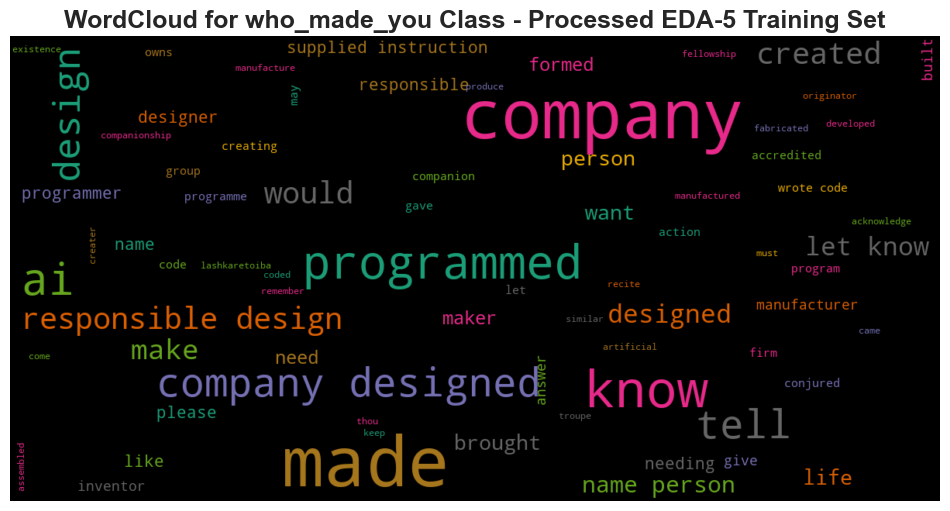 WordCloud for who_made_you Class - Processed EDA-5 Training Set
existence
owns
supplied instruction
fellowship
created
built
manufacture
formed
design
responsible
produce
may
company
originator
designer
companionship
fabricated
developed
creating
person
accredited
group
companion
programmer
programme
would
manufactured
wrote code
gave
want
acknowledge
creater
name
action
let know
programmed
must
code
lashkaretoiba
program
ai
coded
remember
let
recite
responsible design
maker
similar
designed
manufacturer
came
make
need
artificial
firm
come
company designed
answer
know
conjured
please
thou
keep
troupe
tell
made
brought
assembled
like
needing
give
inventor
name person
life